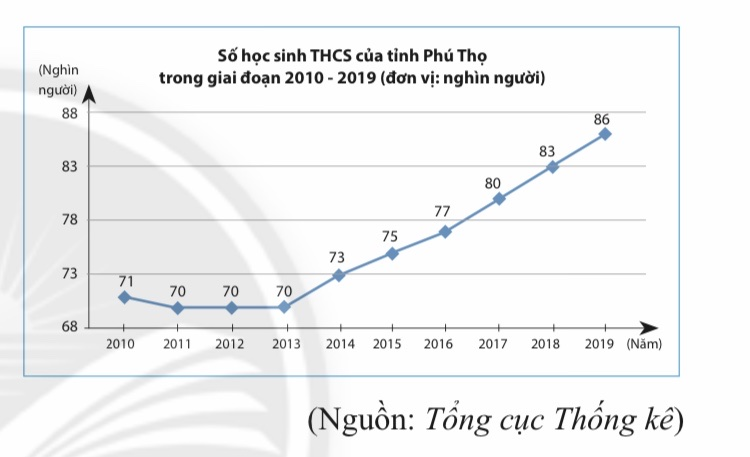 Số học sinh THCS của tỉnh Phú Thọ
trong giai đoạn 2010 - 2019 (đơn vị: nghìn người)
(Nghìn
người)
88
83
78
73
68
71
70
70
70
73
75
77
80
83
86
2010 2011 2012 2013 2014 2015 2016 2017 2018 2019 (Năm)
(Nguồn: Tổng cục Thống kê)